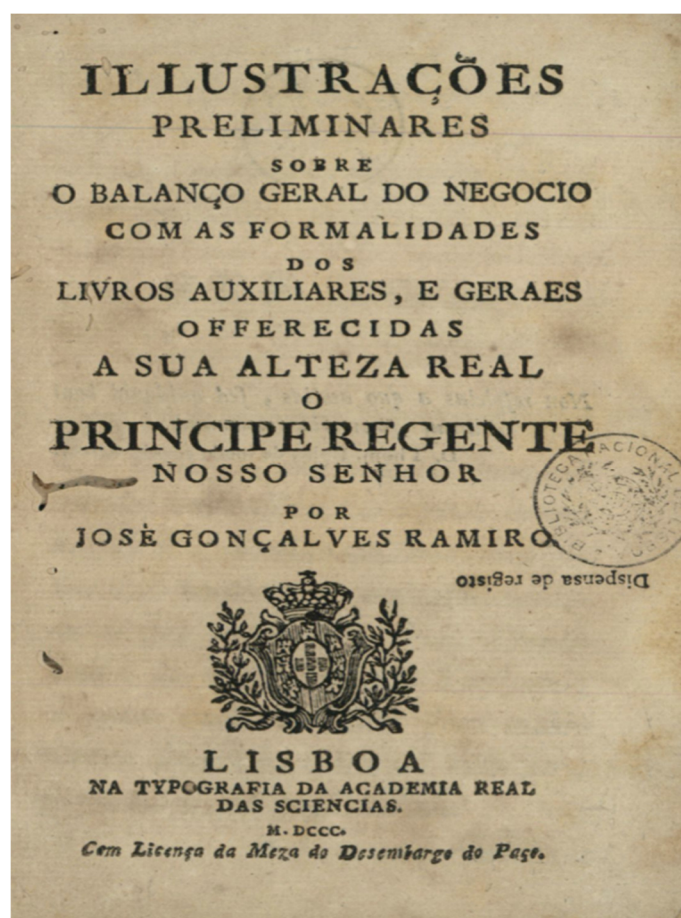 ILLUSTRAÇÕES
PRELIMINARES
SOBRE
O BALANÇO GERAL DO NEGOCIO
COM AS FORMALIDADES
DOS
LIVROS AUXILIARES, E GERAES
OFFERECIDAS
A SUA ALTEZA REAL
O
PRINCIPE REGENTE
NOSSO SENHOR
POR
JOSÈ GONÇALVES RAMIRO.
BIBLIOTECA NACIONAL
Dispensa de registo
LISBOA
NA TYPOGRAFIA DA ACADEMIA REAL
DAS SCIENCIAS.
M. DCCC.
Com Licença da Meza do Desembargo do Paço.